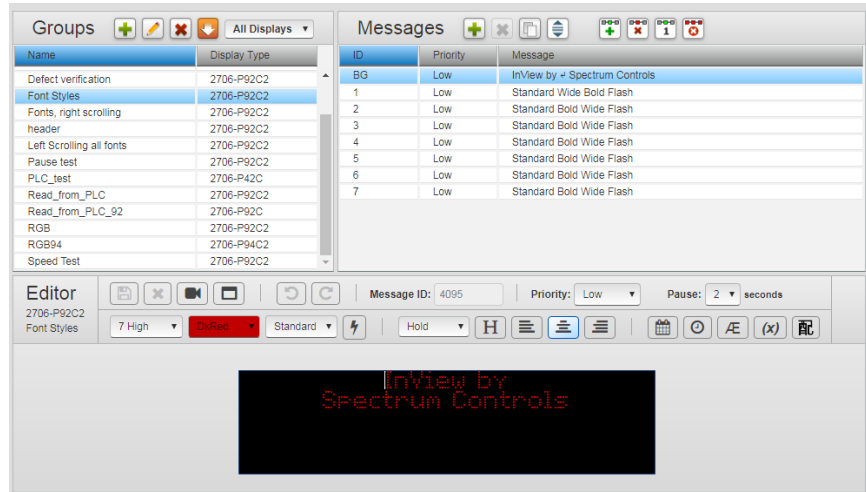 Groups All Displays
Name Display Type
Defect verification 2706-P92C2
Font Styles 2706-P92C2
Fonts, right scrolling 2706-P92C2
header 2706-P92C2
Left Scrolling all fonts 2706-P92C2
Pause test 2706-P92C2
PLC_test 2706-P42C
Read_from_PLC 2706-P92C2
Read_from_PLC_92 2706-P92C
RGB 2706-P92C2
RGB94 2706-P94C2
Speed Test 2706-P92C2
Messages 1
ID Priority Message
BG Low InView by ↵ Spectrum Controls
1 Low Standard Wide Bold Flash
2 Low Standard Bold Wide Flash
3 Low Standard Bold Wide Flash
4 Low Standard Bold Wide Flash
5 Low Standard Bold Wide Flash
6 Low Standard Bold Wide Flash
7 Low Standard Bold Wide Flash
Editor Message ID: 4095 Priority: Low Pause: 2 seconds
2706-P92C2
Font Styles 7 High DkRed Standard Hold H Æ (x) 配
InView by
Spectrum Controls